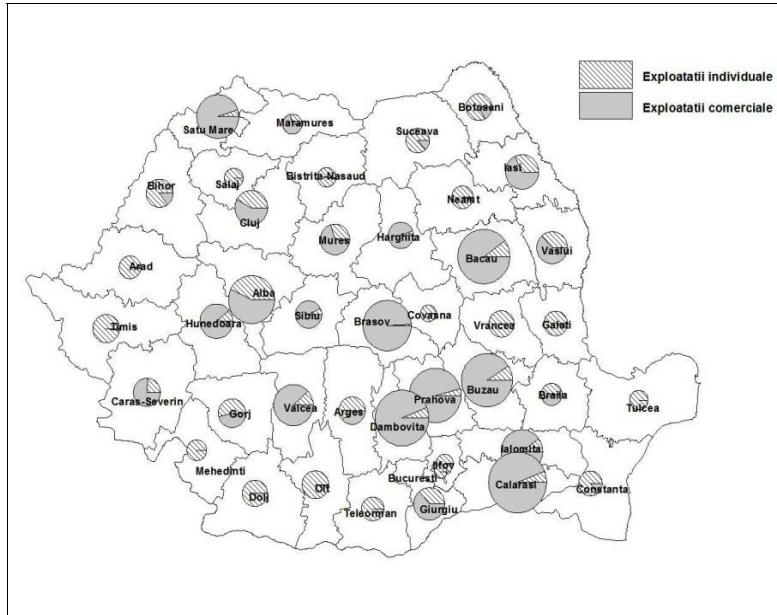 Exploatatii individuale
Exploatatii comerciale
Botosani
Satu Mare
Maramures
Suceava
Iasi
Salaj
Bistrita-Nasaud
Bihor
Neamt
Cluj
Mures
Harghita
Vaslui
Bacau
Arad
Alba
Covasna
Sibiu
Brasov
Hunedoara
Timis
Vrancea
Galati
Caras-Severin
Buzau
Prahova
Braila
Tulcea
Valcea
Arges
Gorj
Dambovita
Ialomita
Ilfov
Mehedinti
Bucuresti
Calarasi
Olt
Constanta
Dolj
Teleorman
Giurgiu